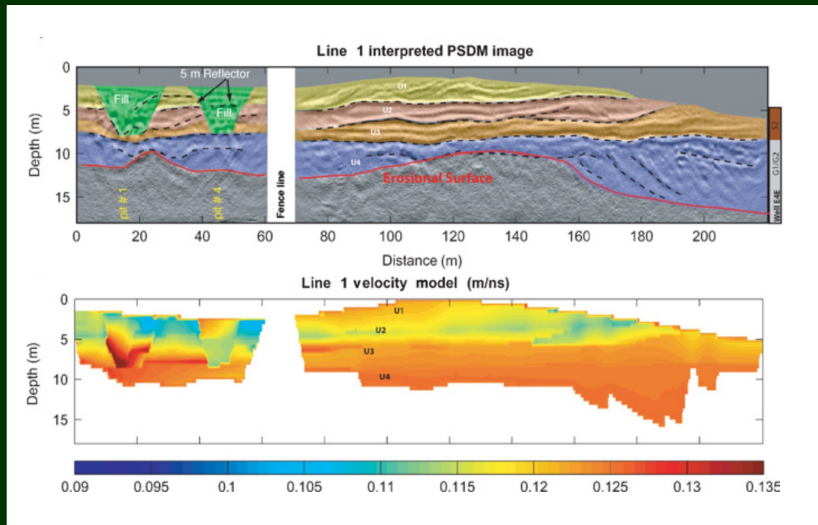 Line 1 interpreted PSDM image
Depth (m)
0
5
10
15
5 m Reflector
Fill
Fill
U1
U2
U3
U4
Erosional Surface
pit # 1
pit # 4
Fence line
S2
G1/G2
Well E4E
0 20 40 60 80 100 120 140 160 180 200
Distance (m)
Line 1 velocity model (m/ns)
Depth (m)
0
5
10
15
U1
U2
U3
U4
0.09 0.095 0.1 0.105 0.11 0.115 0.12 0.125 0.13 0.135